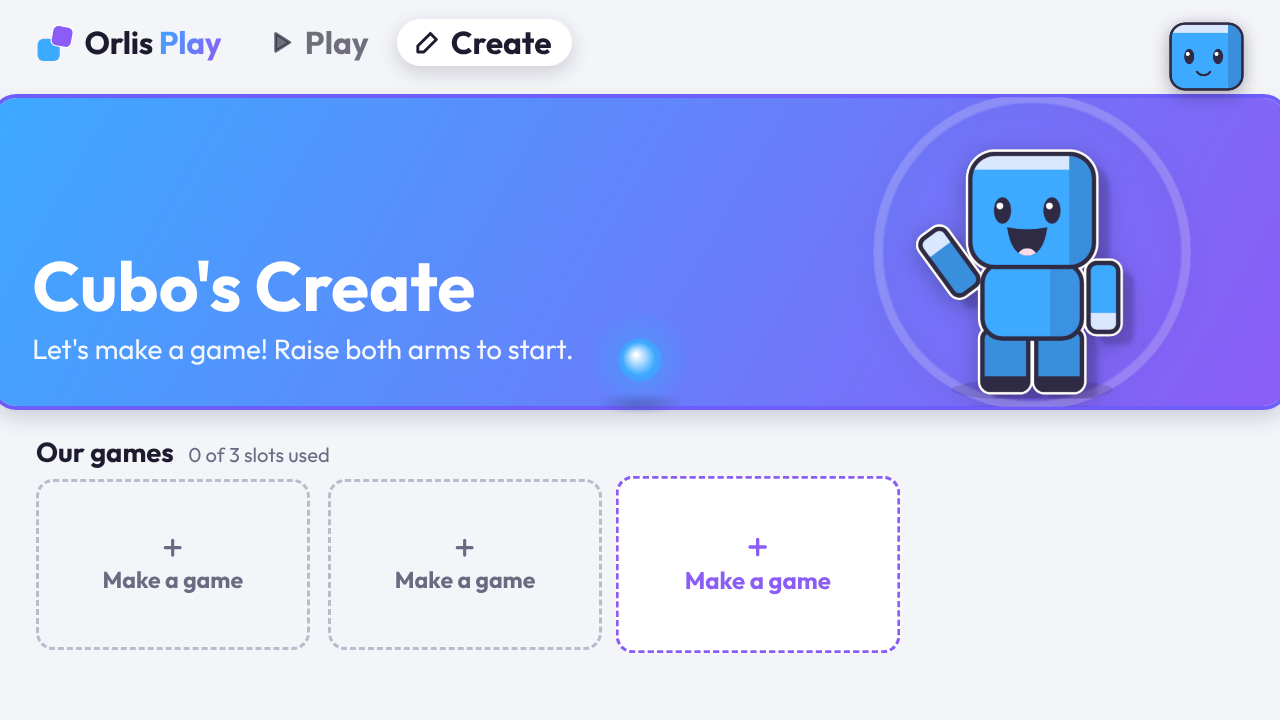 Orlis Play
Play
Create
Cubo's Create
Let's make a game! Raise both arms to start.
Our games 0 of 3 slots used
+ + +
Make a game Make a game Make a game